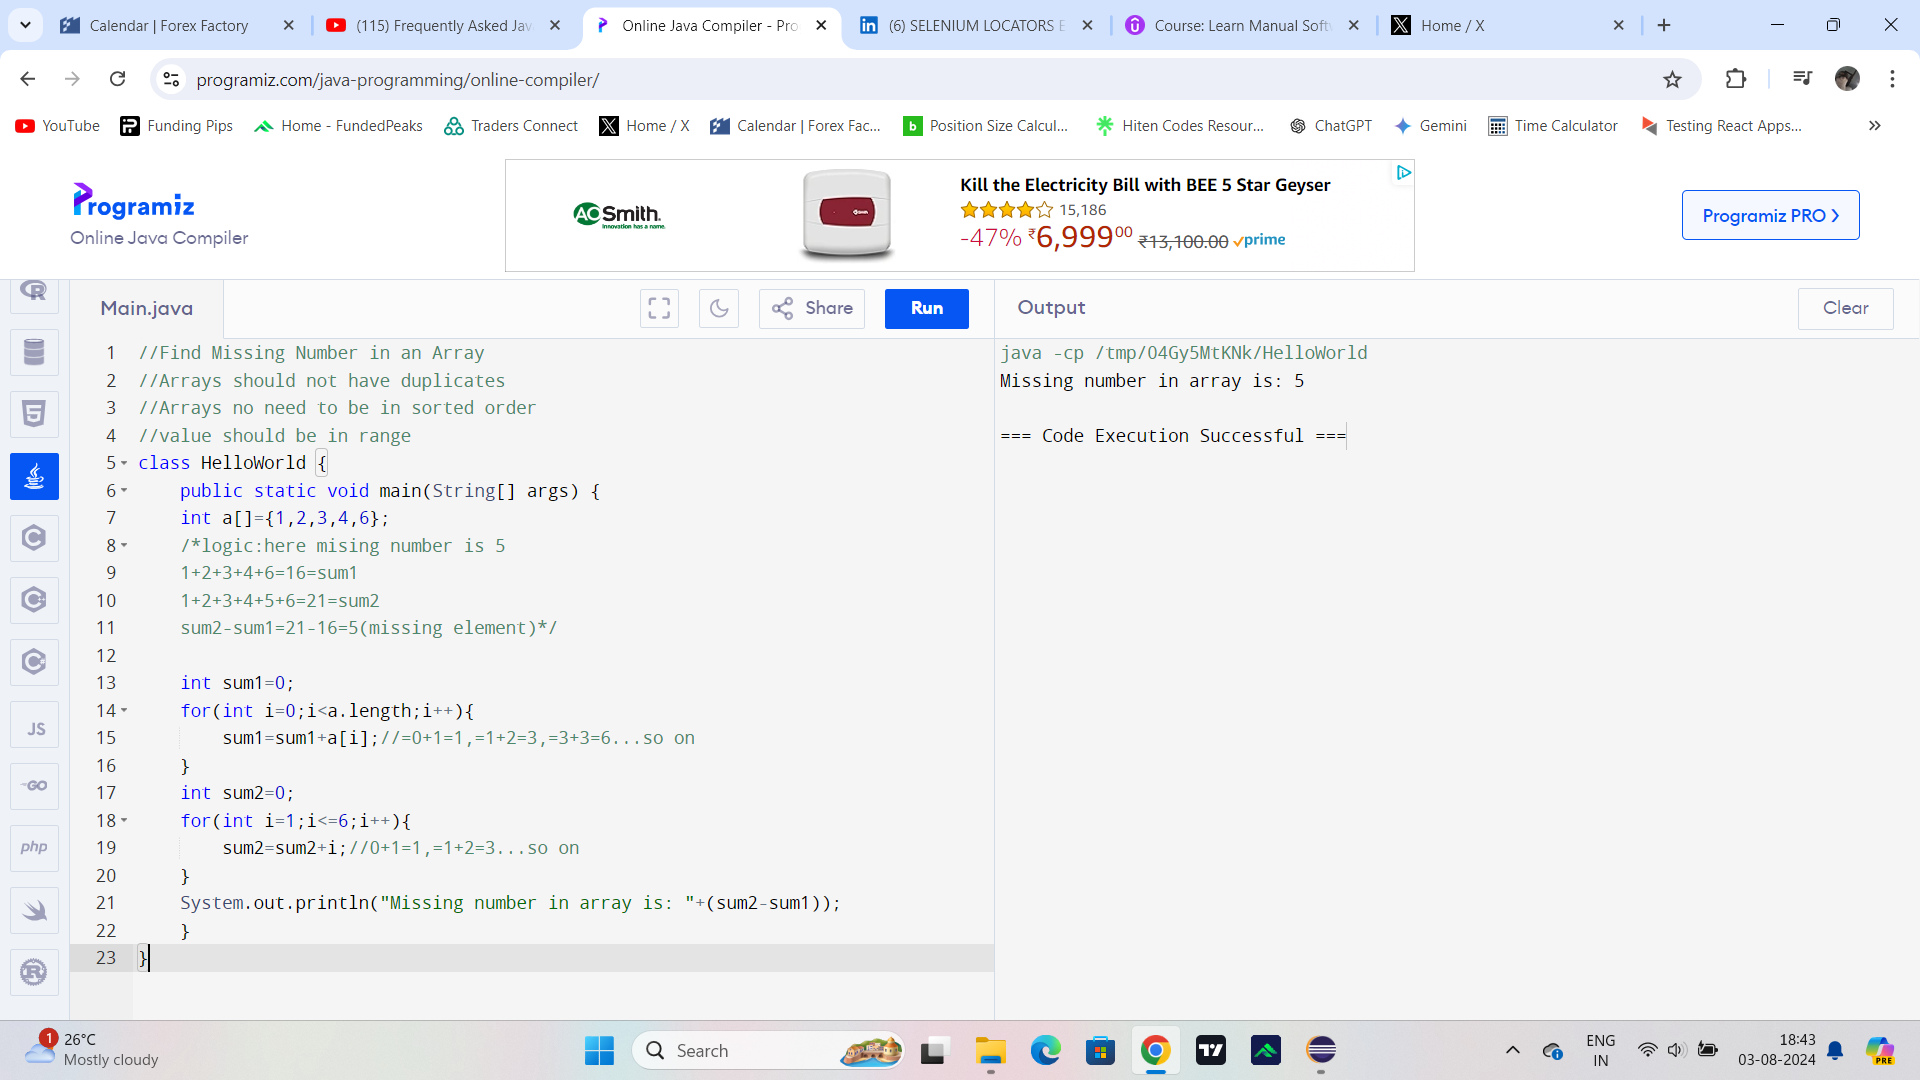 Calendar | Forex Factory
(115) Frequently Asked Jav
Online Java Compiler - Pro
(6) SELENIUM LOCATORS E
Course: Learn Manual Soft
Home / X
programiz.com/java-programming/online-compiler/
YouTube
Funding Pips
Home - FundedPeaks
Traders Connect
Home / X
Calendar | Forex Fac...
Position Size Calcul...
Hiten Codes Resour...
ChatGPT
Gemini
Time Calculator
Testing React Apps...
Programiz
Online Java Compiler
AOSmith.
Innovation has a name.
Kill the Electricity Bill with BEE 5 Star Geyser
15,186
-47% ₹6,99900 ₹13,100.00 prime
Programiz PRO
Main.java
Share
Run
Output
Clear
1 //Find Missing Number in an Array
2 //Arrays should not have duplicates
3 //Arrays no need to be in sorted order
4 //value should be in range
5 class HelloWorld {
6 public static void main(String[] args) {
7 int a[]={1,2,3,4,6};
8 /*logic:here mising number is 5
9 1+2+3+4+6=16=sum1
10 1+2+3+4+5+6=21=sum2
11 sum2-sum1=21-16=5(missing element)*/
12
13 int sum1=0;
14 for(int i=0;i<a.length;i++){
15 sum1=sum1+a[i];//=0+1=1,=1+2=3,=3+3=6...so on
16 }
17 int sum2=0;
18 for(int i=1;i<=6;i++){
19 sum2=sum2+i;//0+1=1,=1+2=3...so on
20 }
21 System.out.println("Missing number in array is: "+(sum2-sum1));
22 }
23 }
java -cp /tmp/O4Gy5MtKNk/HelloWorld
Missing number in array is: 5
=== Code Execution Successful ===
JS
GO
php
1
26°C
Mostly cloudy
Search
ENG
IN
18:43
03-08-2024
PRE